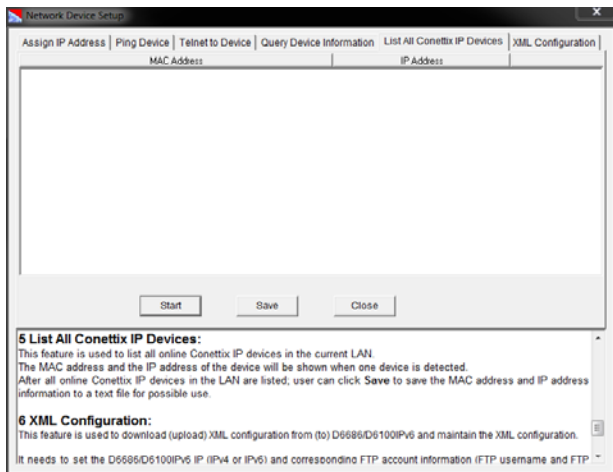 Network Device Setup
x
Assign IP Address Ping Device Telnet to Device Query Device Information List All Conettix IP Devices XML Configuration
MAC Address IP Address
Start Save Close
5 List All Conettix IP Devices:
This feature is used to list all online Conettix IP devices in the current LAN.
The MAC address and the IP address of the device will be shown when one device is detected.
After all online Conettix IP devices in the LAN are listed; user can click Save to save the MAC address and IP address
information to a text file for possible use.
6 XML Configuration:
This feature is used to download (upload) XML configuration from (to) D6686/D6100IPv6 and maintain the XML configuration.
It needs to set the D6686/D6100IPv6 IP (IPv4 or IPv6) and corresponding FTP account information (FTP username and FTP